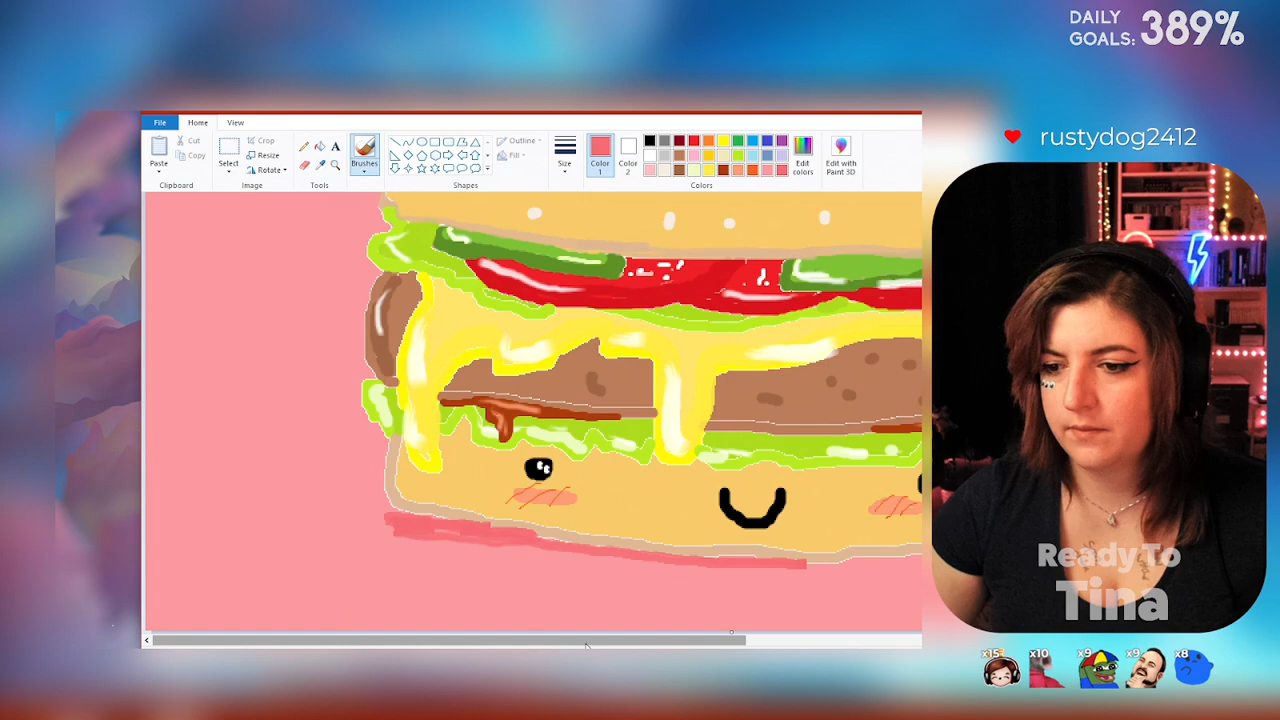 DAILY
GOALS: 389%
rustydog2412
File Home View
Cut
Copy
Paste
Clipboard
Crop
Resize
Rotate
Select
Image
A
Tools
Brushes
Outline
Fill
Shapes
Size
Color
1
Color
2
Edit
colors
Colors
Edit with
Paint 3D
ReadyTo
Tina
x15 x10 x9 x9 x8